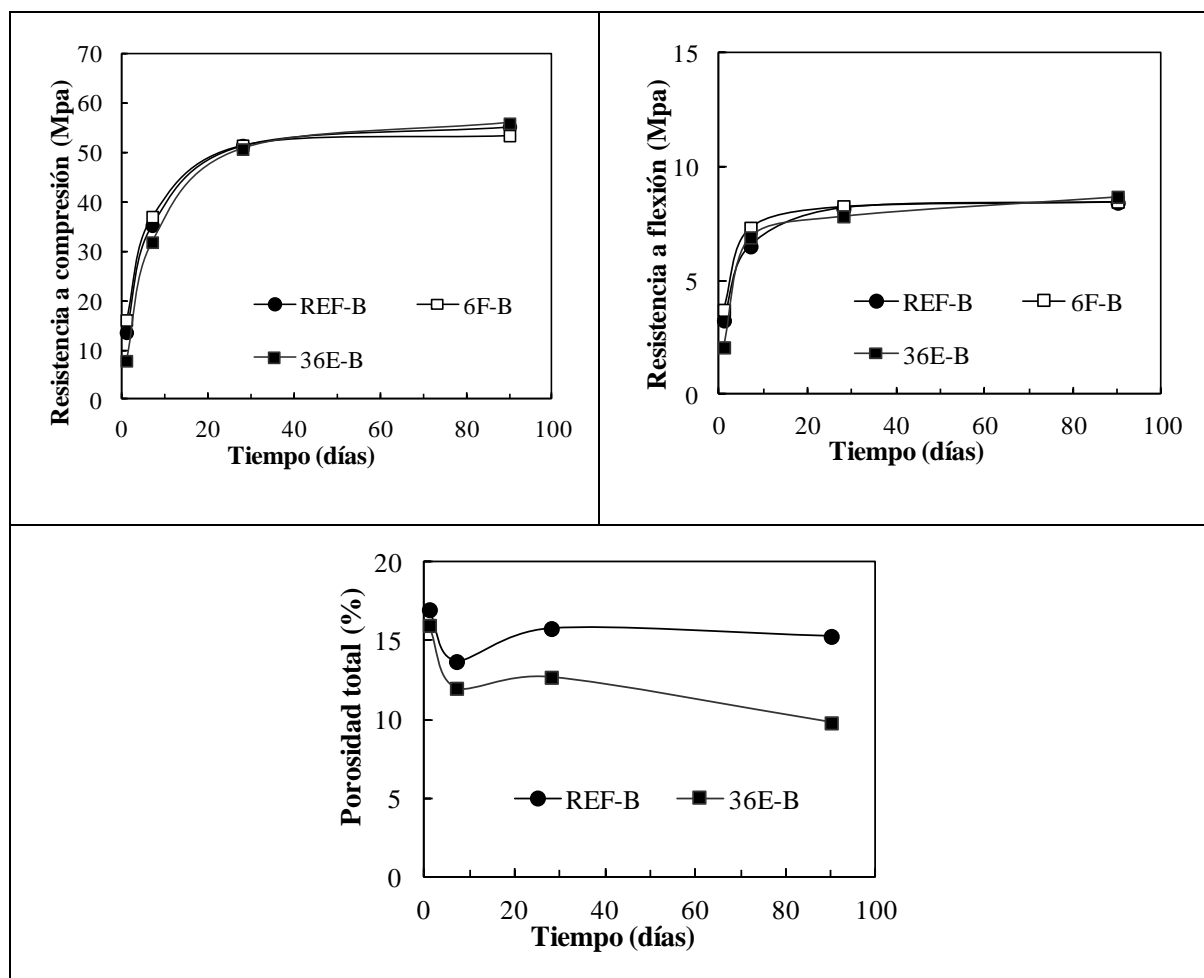 Resistencia a compresión (Mpa)
70
60
50
40
30
20
10
0
REF-B
6F-B
36E-B
0 20 40 60 80 100
Tiempo (días)
Resistencia a flexión (Mpa)
15
10
5
0
REF-B
6F-B
36E-B
0 20 40 60 80 100
Tiempo (días)
Porosidad total (%)
20
15
10
5
0
REF-B
36E-B
0 20 40 60 80 100
Tiempo (días)